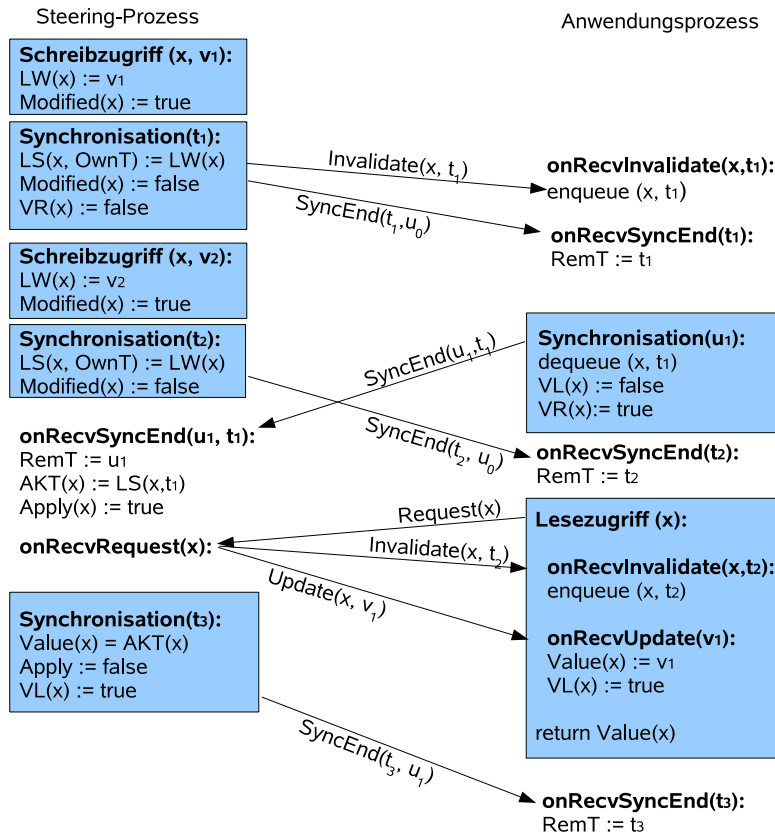 Steering-Prozess
Anwendungsprozess
Schreibzugriff (x, v₁):
LW(x) := v₁
Modified(x) := true
Synchronisation(t₁):
LS(x, OwnT) := LW(x)
Modified(x) := false
VR(x) := false
Invalidate(x, t₁)
SyncEnd(t₁,u₀)
onRecvInvalidate(x,t₁):
enqueue (x, t₁)
onRecvSyncEnd(t₁):
RemT := t₁
Schreibzugriff (x, v₂):
LW(x) := v₂
Modified(x) := true
Synchronisation(t₂):
LS(x, OwnT) := LW(x)
Modified(x) := false
Synchronisation(u₁):
dequeue (x, t₁)
VL(x) := false
VR(x):= true
SyncEnd(u₁,t₁)
SyncEnd(t₂, u₀)
onRecvSyncEnd(u₁, t₁):
RemT := u₁
AKT(x) := LS(x,t₁)
Apply(x) := true
onRecvSyncEnd(t₂):
RemT := t₂
Request(x)
Lesezugriff (x):
onRecvRequest(x):
Invalidate(x, t₂)
onRecvInvalidate(x,t₂):
enqueue (x, t₂)
Update(x, v₁)
onRecvUpdate(v₁):
Value(x) := v₁
VL(x) := true
return Value(x)
Synchronisation(t₃):
Value(x) = AKT(x)
Apply := false
VL(x) := true
SyncEnd(t₃, u₁)
onRecvSyncEnd(t₃):
RemT := t₃